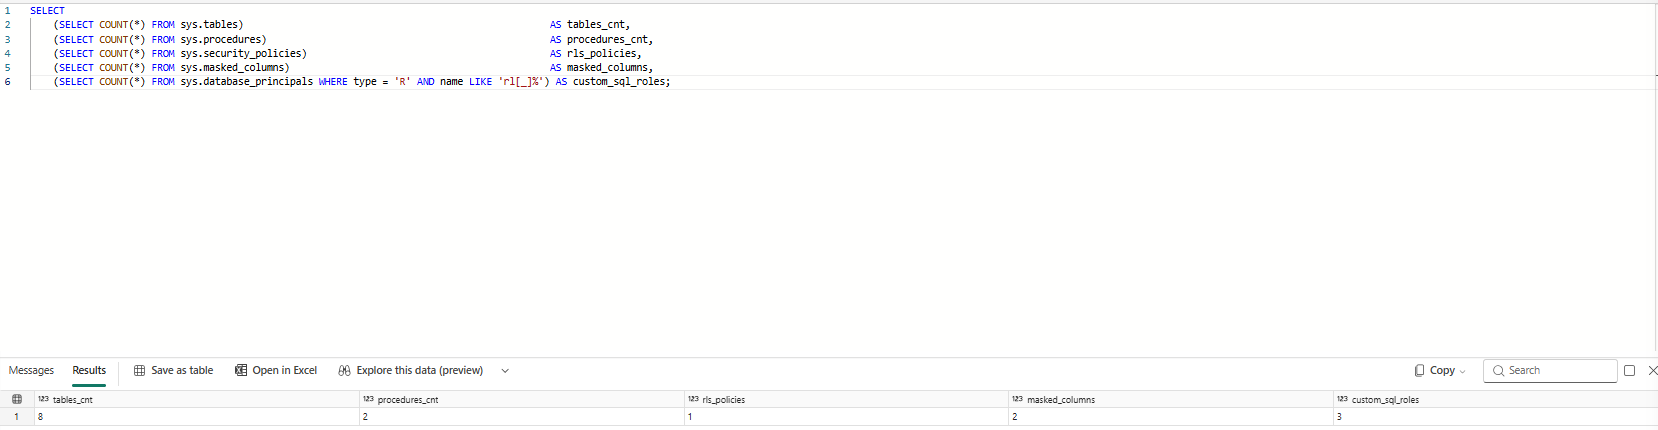 1 SELECT
2 (SELECT COUNT(*) FROM sys.tables) AS tables_cnt,
3 (SELECT COUNT(*) FROM sys.procedures) AS procedures_cnt,
4 (SELECT COUNT(*) FROM sys.security_policies) AS rls_policies,
5 (SELECT COUNT(*) FROM sys.masked_columns) AS masked_columns,
6 (SELECT COUNT(*) FROM sys.database_principals WHERE type = 'R' AND name LIKE 'rl[_]%') AS custom_sql_roles;
Messages Results Save as table Open in Excel Explore this data (preview) Copy Search
123 tables_cnt 123 procedures_cnt 123 rls_policies 123 masked_columns 123 custom_sql_roles
1 8 2 1 2 3